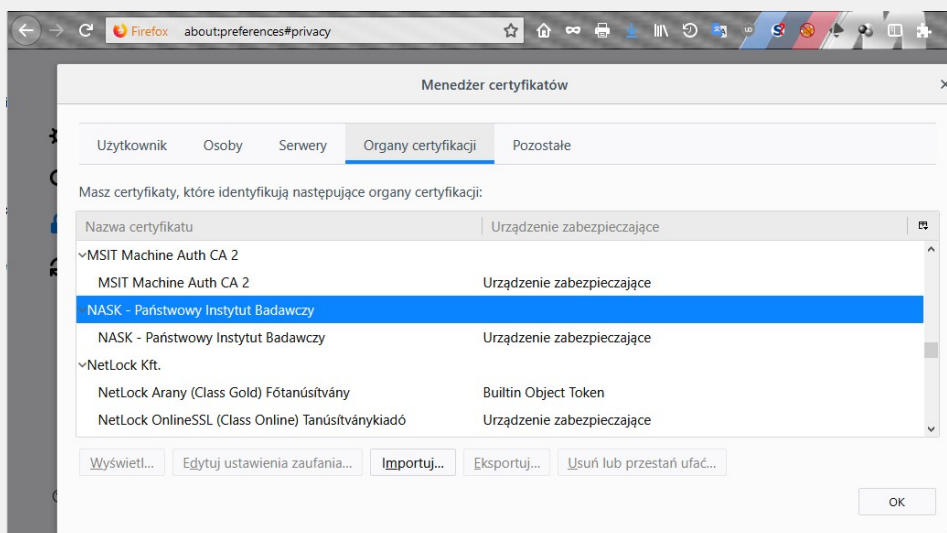 Firefox about:preferences#privacy
Menedżer certyfikatów
Użytkownik Osoby Serwery Organy certyfikacji Pozostałe
Masz certyfikaty, które identyfikują następujące organy certyfikacji:
Nazwa certyfikatu Urządzenie zabezpieczające
MSIT Machine Auth CA 2
MSIT Machine Auth CA 2 Urządzenie zabezpieczające
NASK - Państwowy Instytut Badawczy
NASK - Państwowy Instytut Badawczy Urządzenie zabezpieczające
NetLock Kft.
NetLock Arany (Class Gold) Főtanúsítvány Builtin Object Token
NetLock OnlineSSL (Class Online) Tanúsítványkiadó Urządzenie zabezpieczające
Wyświetl... Edytuj ustawienia zaufania... Importuj... Eksportuj... Usuń lub przestań ufać...
OK